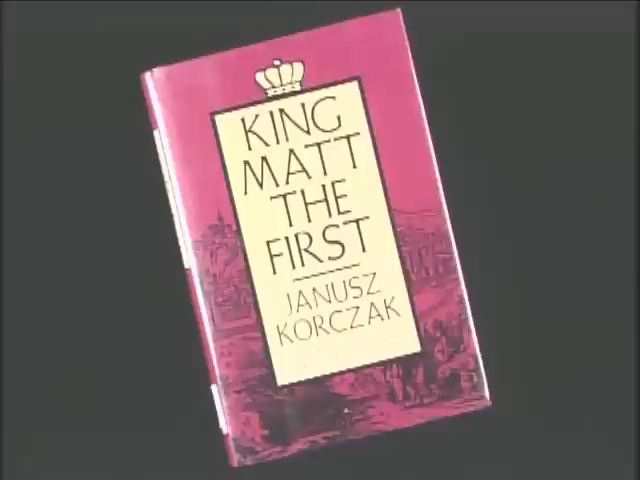 KING
MATT
THE
FIRST
JANUSZ
KORCZAK